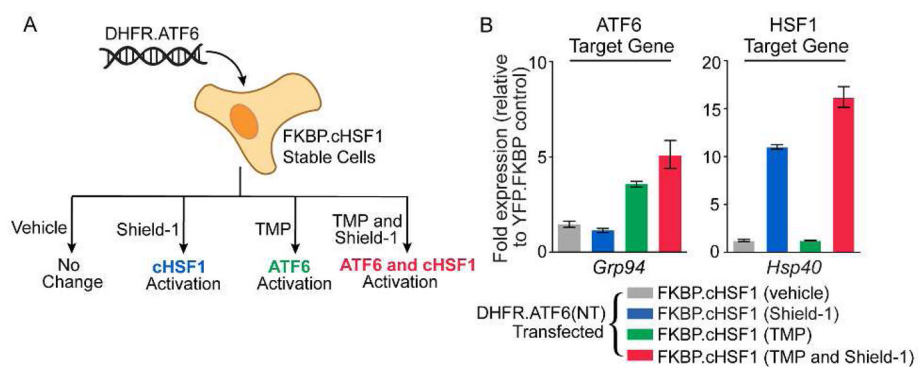 A
DHFR.ATF6
FKBP.cHSF1
Stable Cells
Vehicle
Shield-1
TMP
TMP and
Shield-1
No
Change
cHSF1
Activation
ATF6
Activation
ATF6 and cHSF1
Activation
B
ATF6
Target Gene
HSF1
Target Gene
Fold expression (relative
to YFP.FKBP control)
10
5
0
Grp94
20
15
10
5
0
Hsp40
DHFR.ATF6(NT)
Transfected
FKBP.cHSF1 (vehicle)
FKBP.cHSF1 (Shield-1)
FKBP.cHSF1 (TMP)
FKBP.cHSF1 (TMP and Shield-1)